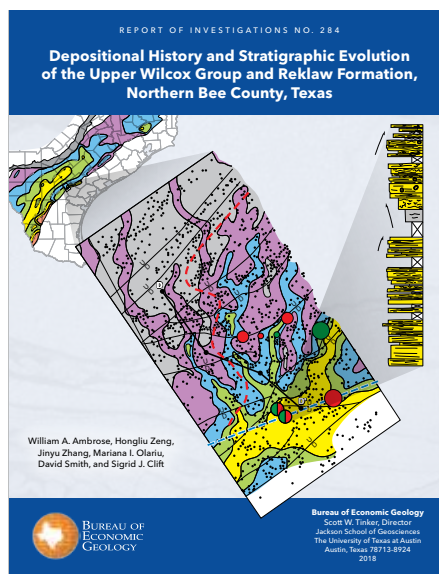 REPORT OF INVESTIGATIONS NO. 284
Depositional History and Stratigraphic Evolution
of the Upper Wilcox Group and Reklaw Formation,
Northern Bee County, Texas
William A. Ambrose, Hongliu Zeng,
Jinyu Zhang, Mariana I. Olariu,
David Smith, and Sigrid J. Clift
BUREAU OF
ECONOMIC
GEOLOGY
Bureau of Economic Geology
Scott W. Tinker, Director
Jackson School of Geosciences
The University of Texas at Austin
Austin, Texas 78713-8924
2018